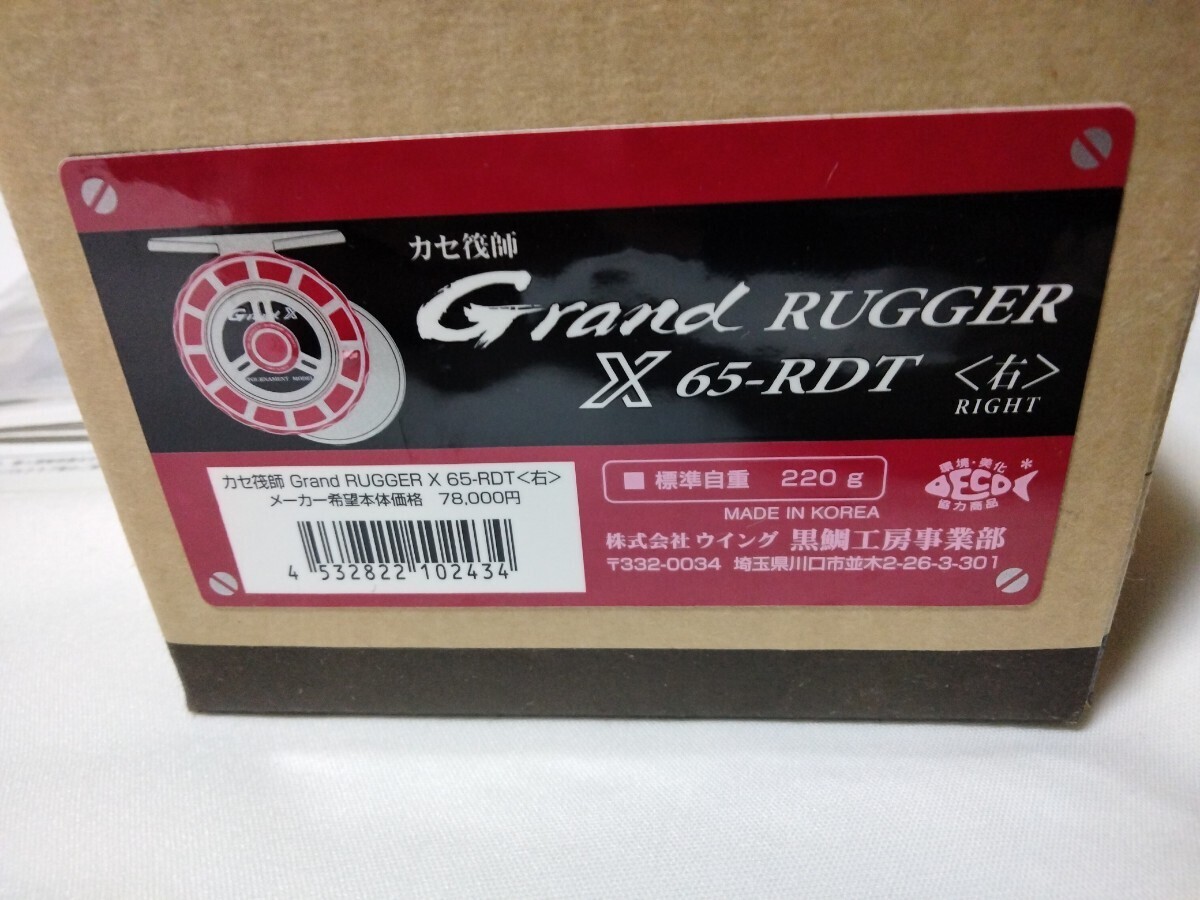 カセ筏師
Grand RUGGER
X 65-RDT 〈右〉
RIGHT
Grand X
TOURNAMENT MODEL
カセ筏師 Grand RUGGER X 65-RDT〈右〉
メーカー希望本体価格 78,000円
4 532822 102434
■ 標準自重 220 g
MADE IN KOREA
環境・美化
ECO
協力商品
*
株式会社 ウイング 黒鯛工房事業部
〒332-0034 埼玉県川口市並木2-26-3-301